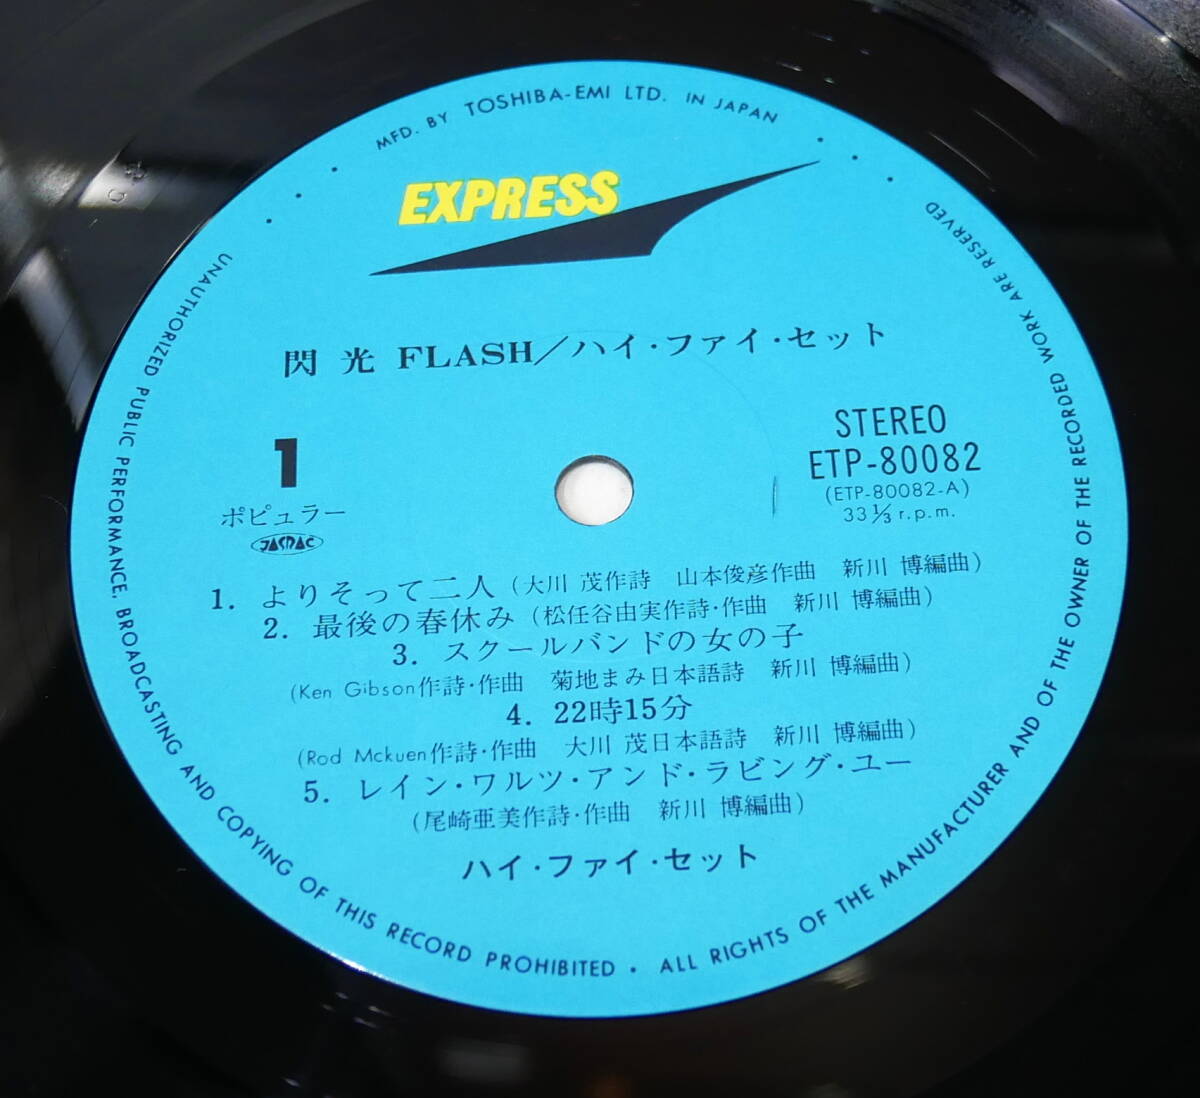 MFD. BY TOSHIBA-EMI LTD. IN JAPAN
EXPRESS
閃光 FLASH/ハイ・ファイ・セット
1
ポピュラー
JASRAC
STEREO
ETP-80082
(ETP-80082-A)
33 1/3 r.p.m.
1. よりそって二人 (大川 茂作詩 山本俊彦作曲 新川 博編曲)
2. 最後の春休み (松任谷由実作詩・作曲 新川 博編曲)
3. スクールバンドの女の子
(Ken Gibson作詩・作曲 菊地まみ日本語詩 新川 博編曲)
4. 22時15分
(Rod Mckuen作詩・作曲 大川 茂日本語詩 新川 博編曲)
5. レイン・ワルツ・アンド・ラビング・ユー
(尾崎亜美作詩・作曲 新川 博編曲)
ハイ・ファイ・セット
UNAUTHORIZED PUBLIC PERFORMANCE, BROADCASTING AND COPYING OF THIS RECORD PROHIBITED • ALL RIGHTS OF THE MANUFACTURER AND OF THE OWNER OF THE RECORDED WORK ARE RESERVED